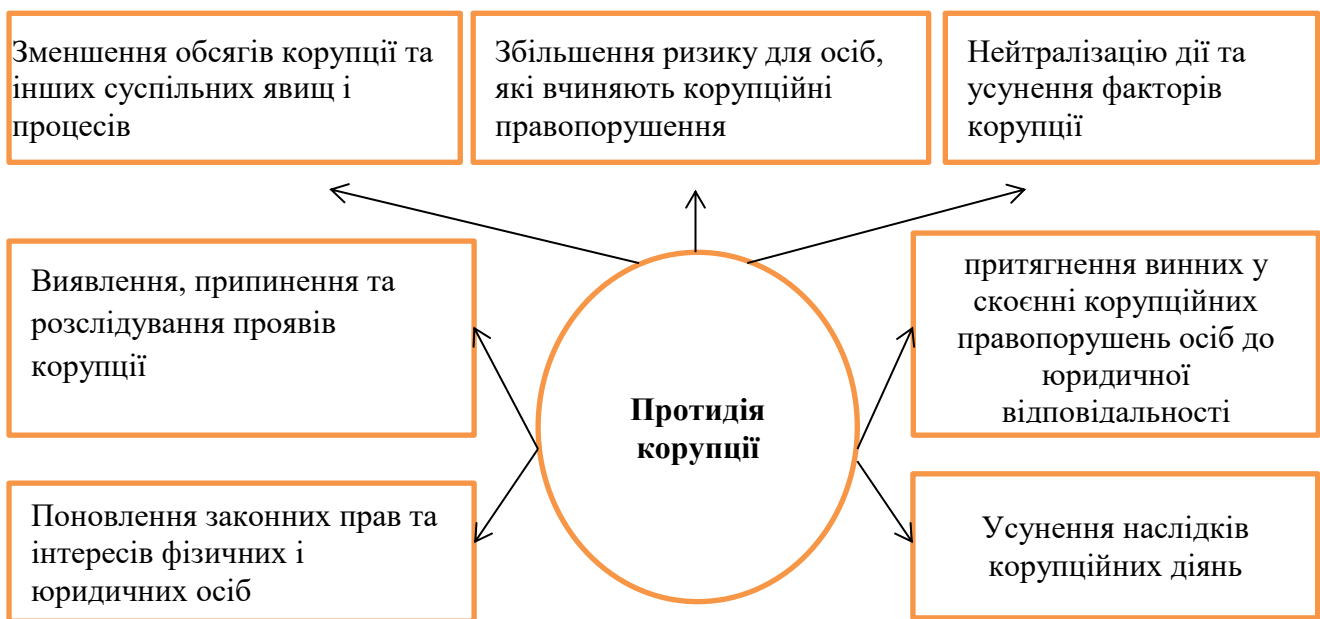 Зменшення обсягів корупції та
інших суспільних явищ і
процесів
Збільшення ризику для осіб,
які вчиняють корупційні
правопорушення
Нейтралізацію дії та
усунення факторів
корупції
Виявлення, припинення та
розслідування проявів
корупції
Протидія
корупції
притягнення винних у
скоєнні корупційних
правопорушень осіб до
юридичної
відповідальності
Поновлення законних прав та
інтересів фізичних і
юридичних осіб
Усунення наслідків
корупційних діянь